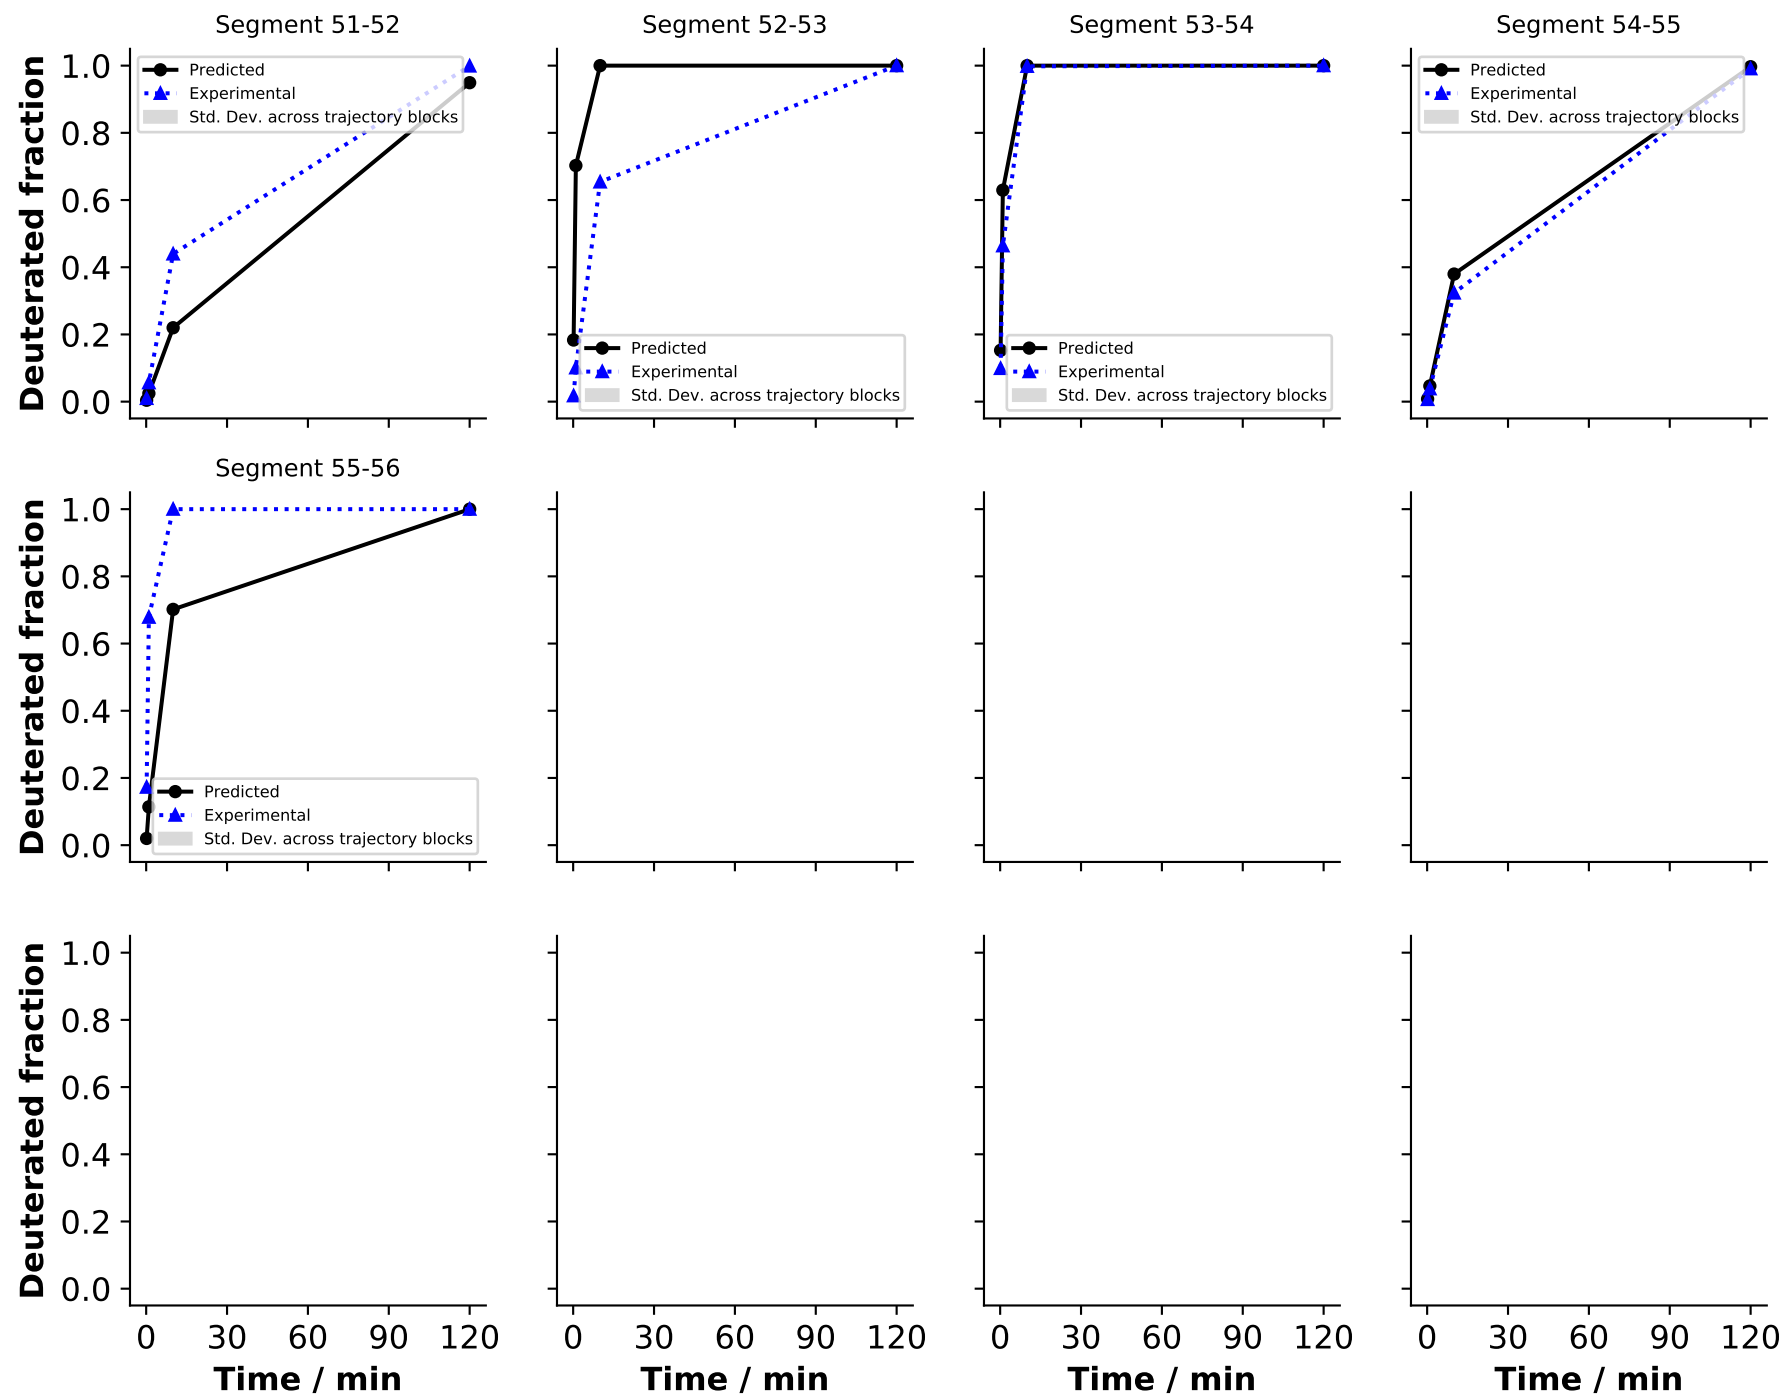 Segment 51-52
Segment 52-53
Segment 53-54
Segment 54-55
Deuterated fraction
1.0
0.8
0.6
0.4
0.2
0.0
Predicted
Experimental
Std. Dev. across trajectory blocks
Predicted
Experimental
Std. Dev. across trajectory blocks
Predicted
Experimental
Std. Dev. across trajectory blocks
Predicted
Experimental
Std. Dev. across trajectory blocks
Segment 55-56
Deuterated fraction
1.0
0.8
0.6
0.4
0.2
0.0
Predicted
Experimental
Std. Dev. across trajectory blocks
Deuterated fraction
1.0
0.8
0.6
0.4
0.2
0.0
0 30 60 90 120
0 30 60 90 120
0 30 60 90 120
0 30 60 90 120
Time / min
Time / min
Time / min
Time / min